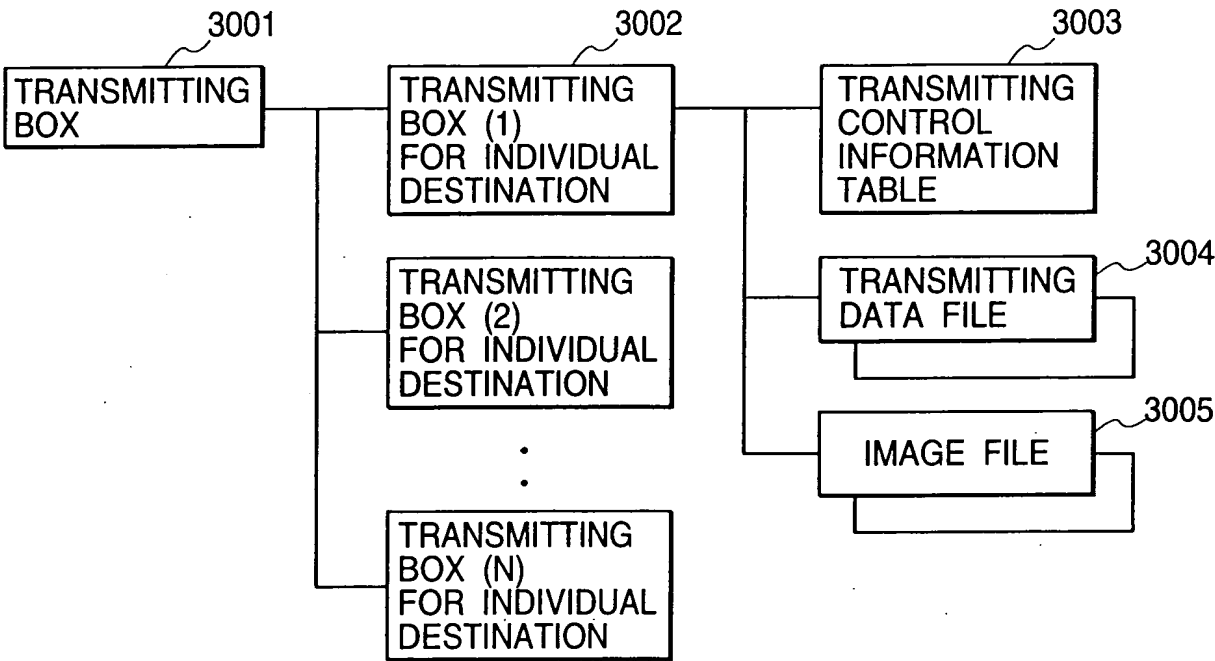 3001
TRANSMITTING
BOX
3002
TRANSMITTING
BOX (1)
FOR INDIVIDUAL
DESTINATION
3003
TRANSMITTING
CONTROL
INFORMATION
TABLE
TRANSMITTING
BOX (2)
FOR INDIVIDUAL
DESTINATION
3004
TRANSMITTING
DATA FILE
3005
IMAGE FILE
TRANSMITTING
BOX (N)
FOR INDIVIDUAL
DESTINATION